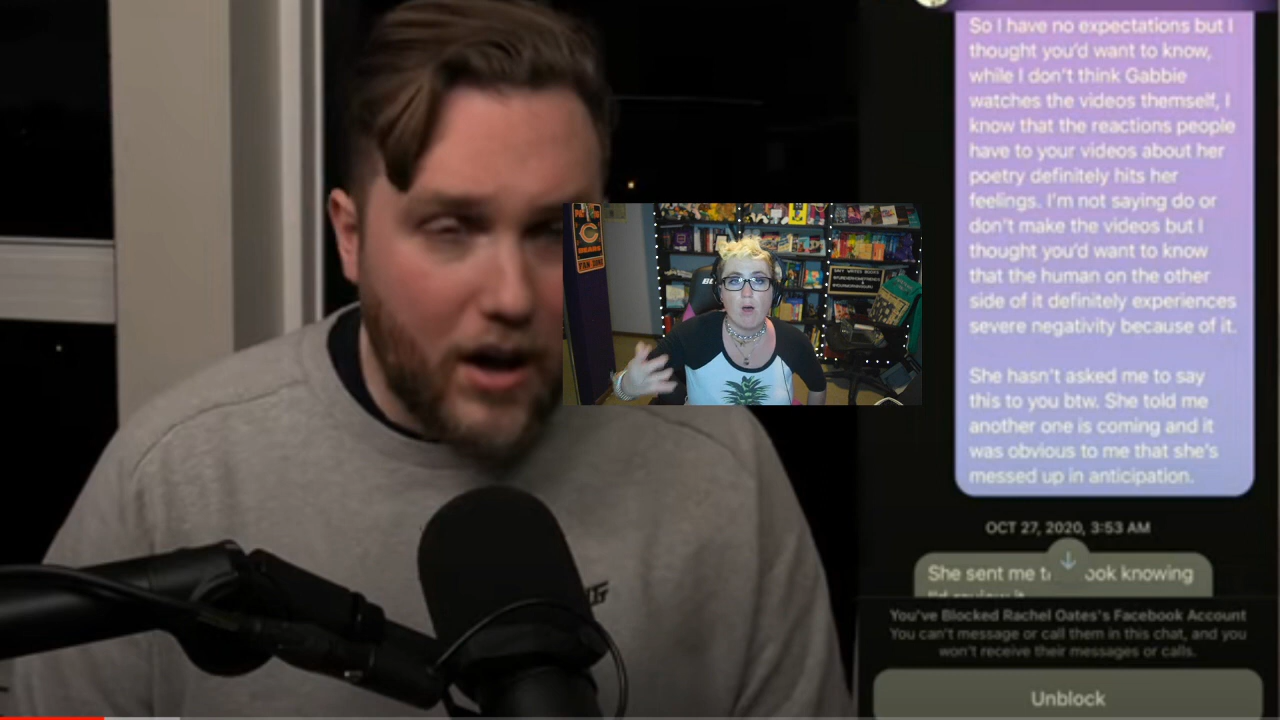 So I have no expectations but I
thought you'd want to know,
while I don't think Gabbie
watches the videos themself, I
know that the reactions people
have to your videos about her
poetry definitely hits her
feelings. I'm not saying do or
don't make the videos but I
thought you'd want to know
that the human on the other
side of it definitely experiences
severe negativity because of it.
She hasn't asked me to say
this to you btw. She told me
another one is coming and it
was obvious to me that she's
messed up in anticipation.
OCT 27, 2020, 3:53 AM
She sent me ook knowing
You've Blocked Rachel Oates's Facebook Account
You can't message or call them in this chat, and you
won't receive their messages or calls.
Unblock
BEARS